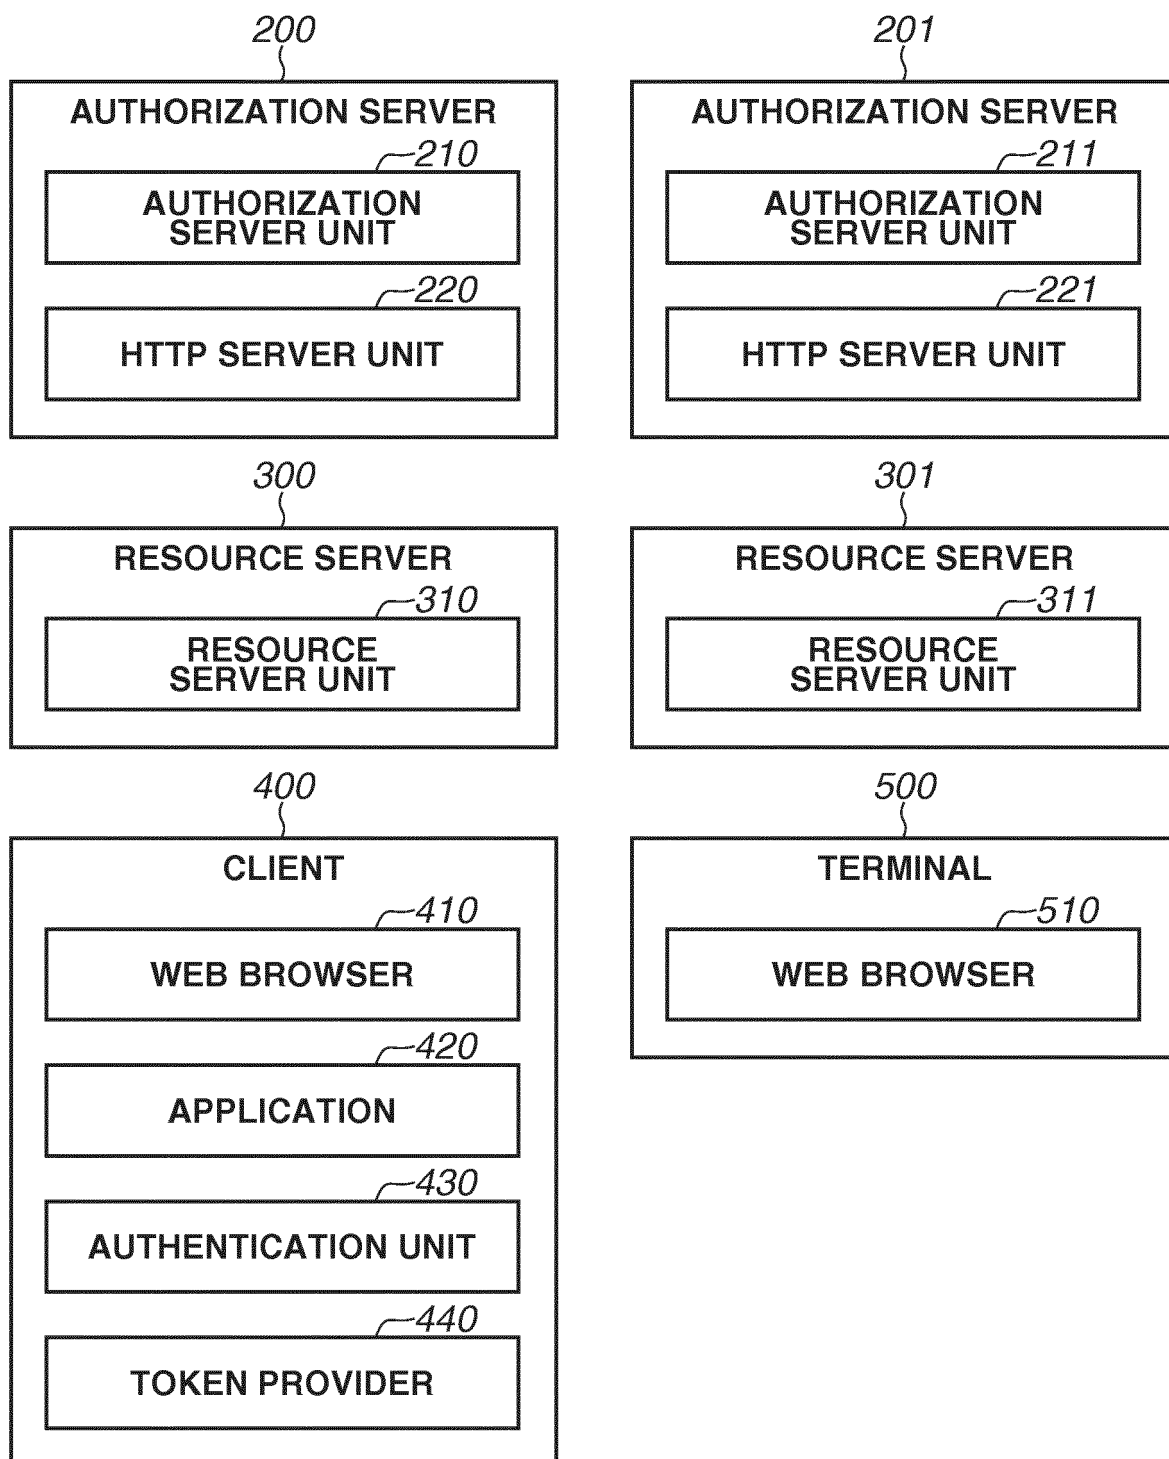 200
AUTHORIZATION SERVER
210
AUTHORIZATION
SERVER UNIT
220
HTTP SERVER UNIT
201
AUTHORIZATION SERVER
211
AUTHORIZATION
SERVER UNIT
221
HTTP SERVER UNIT
300
RESOURCE SERVER
310
RESOURCE
SERVER UNIT
301
RESOURCE SERVER
311
RESOURCE
SERVER UNIT
400
CLIENT
410
WEB BROWSER
420
APPLICATION
430
AUTHENTICATION UNIT
440
TOKEN PROVIDER
500
TERMINAL
510
WEB BROWSER